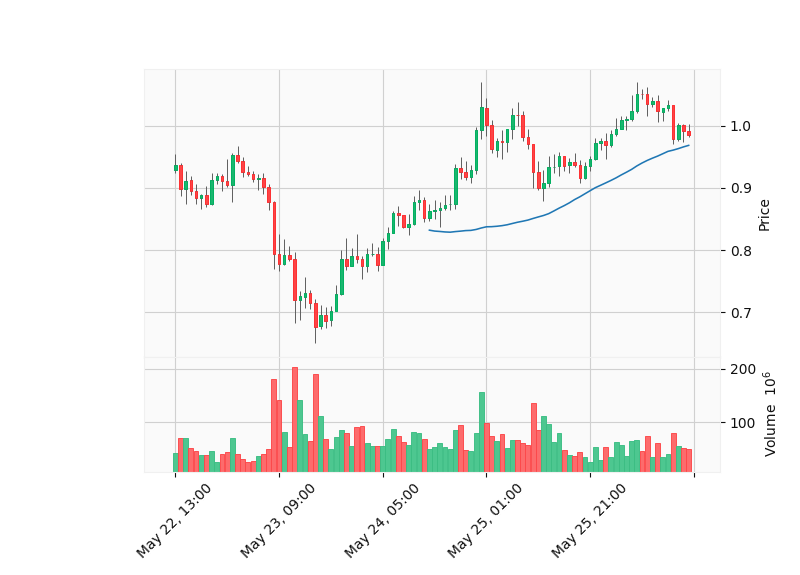 1.0
0.9
0.8
0.7
Price
200
100
Volume 10^6
May 22, 13:00
May 23, 09:00
May 24, 05:00
May 25, 01:00
May 25, 21:00